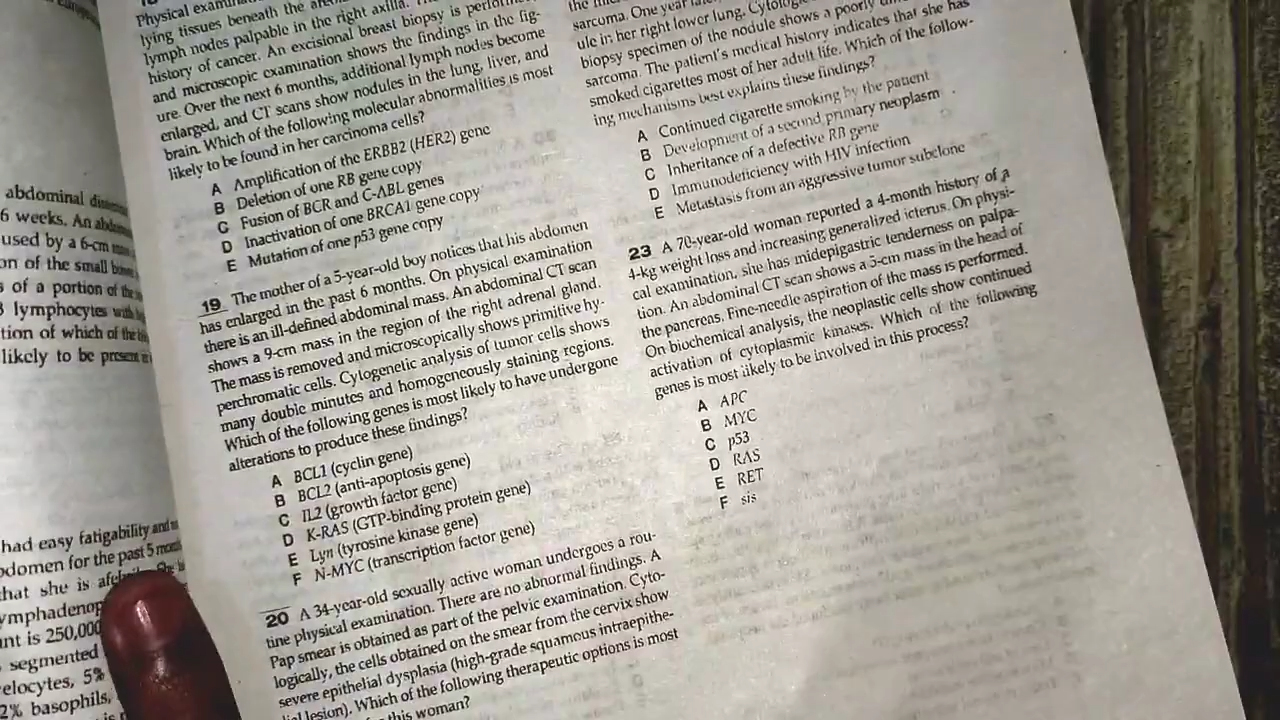 abdominal
6 weeks. An
used by a 6-cm
on of the small
s of a portion of the
lymphocytes with
tion of which of the
likely to be present
had easy fatigability and
domen for the past 5
that she is
nt is 250,000
segmented
elocytes, 5%
2% basophils,
lying tissues beneath the
lymph nodes palpable in the right axilla.
history of cancer. An excisional breast biopsy is
and microscopic examination shows the findings in the fig-
ure. Over the next 6 months, additional lymph nodes become
enlarged, and CT scans show nodules in the lung, liver, and
brain. Which of the following molecular abnormalities is most
likely to be found in her carcinoma cells?
A Amplification of the ERBB2 (HER2) gene
B Deletion of one RB gene copy
C Fusion of BCR and C-ABL genes
D Inactivation of one BRCA1 gene copy
E Mutation of one p53 gene copy
19 The mother of a 5-year-old boy notices that his abdomen
has enlarged in the past 6 months. On physical examination
there is an ill-defined abdominal mass. An abdominal CT scan
shows a 9-cm mass in the region of the right adrenal gland.
The mass is removed and microscopically shows primitive hy-
perchromatic cells. Cytogenetic analysis of tumor cells shows
many double minutes and homogeneously staining regions.
Which of the following genes is most likely to have undergone
alterations to produce these findings?
A BCL1 (cyclin gene)
B BCL2 (anti-apoptosis gene)
C IL2 (growth factor gene)
D K-RAS (GTP-binding protein gene)
E Lyn (tyrosine kinase gene)
F N-MYC (transcription factor gene)
20 A 34-year-old sexually active woman undergoes a rou-
tine physical examination. There are no abnormal findings. A
Pap smear is obtained as part of the pelvic examination. Cyto-
logically, the cells obtained on the smear from the cervix show
severe epithelial dysplasia (high-grade squamous intraepithe-
lial lesion). Which of the following therapeutic options is most
this woman?
sarcoma. One year
ule in her right lower lung.
biopsy specimen of the nodule shows a poorly
sarcoma. The patient's medical history indicates that she has
smoked cigarettes most of her adult life. Which of the follow-
ing mechanisms best explains these findings?
A Continued cigarette smoking by the patient
B Development of a second primary neoplasm
C Inheritance of a defective RB gene
D Immunodeficiency with HIV infection
E Metastasis from an aggressive tumor subclone
23 A 70-year-old woman reported a 4-month history of a
4-kg weight loss and increasing generalized icterus. On physi-
cal examination, she has midepigastric tenderness on palpa-
tion. An abdominal CT scan shows a 5-cm mass in the head of
the pancreas. Fine-needle aspiration of the mass is performed.
On biochemical analysis, the neoplastic cells show continued
activation of cytoplasmic kinases. Which of the following
genes is most likely to be involved in this process?
A APC
B MYC
C p53
D RAS
E RET
F sis